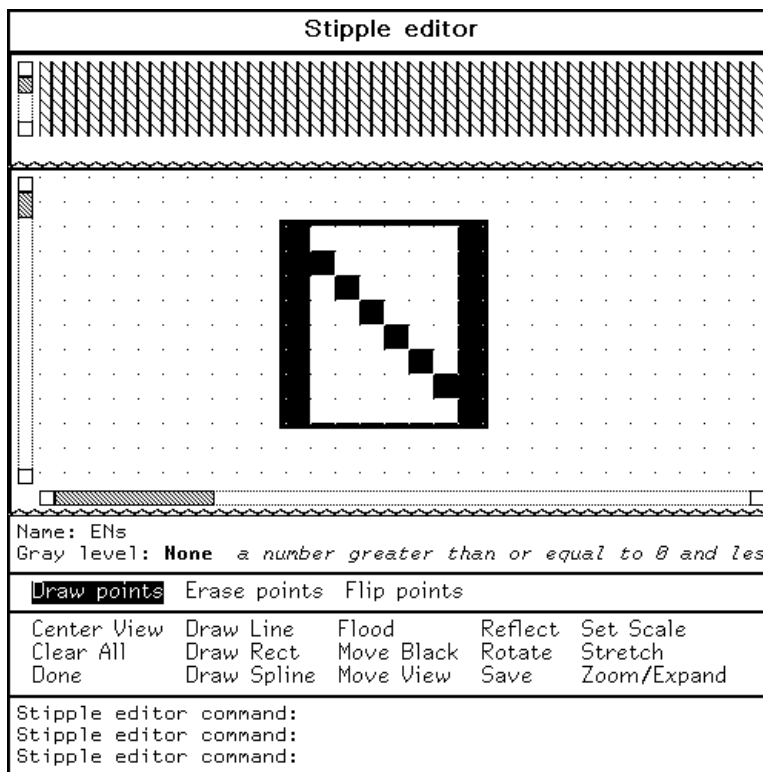 Stipple editor
Name: ENs
Gray level: None a number greater than or equal to 0 and les
Draw points Erase points Flip points
Center View Draw Line Flood Reflect Set Scale
Clear All Draw Rect Move Black Rotate Stretch
Done Draw Spline Move View Save Zoom/Expand
Stipple editor command:
Stipple editor command:
Stipple editor command: